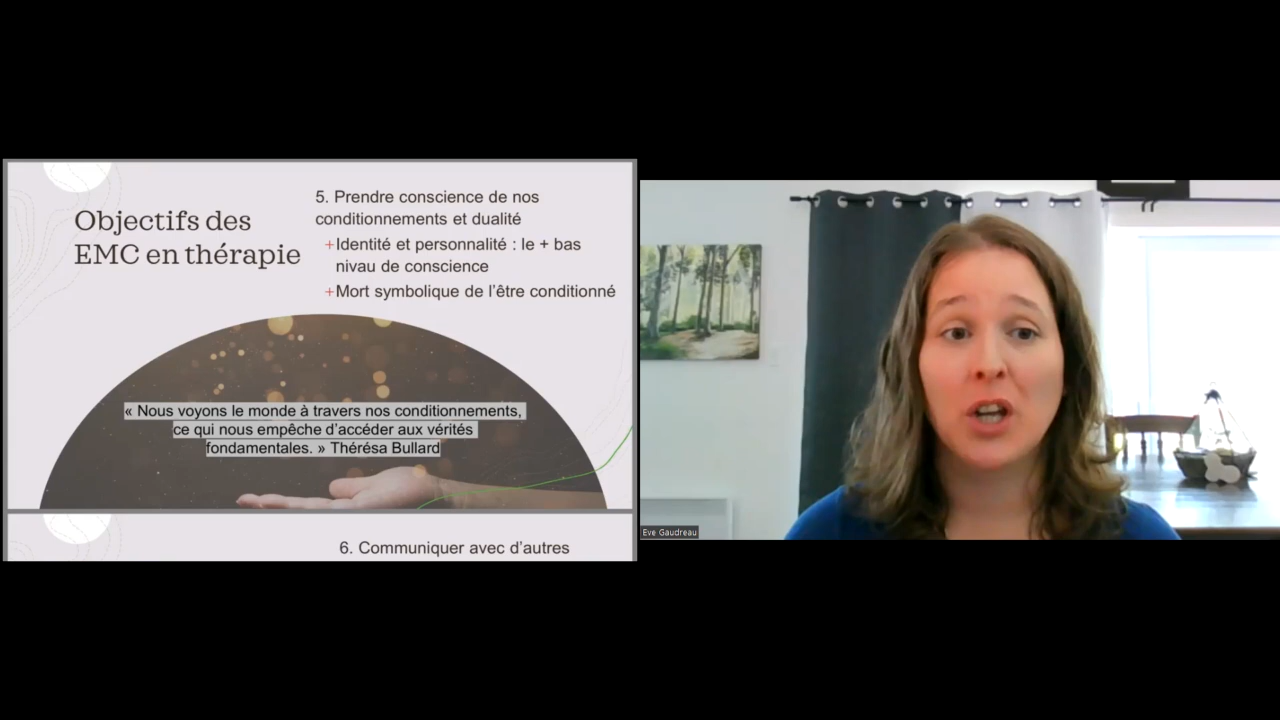 Objectifs des
EMC en thérapie
5. Prendre conscience de nos
conditionnements et dualité
+Identité et personnalité : le + bas
nivau de conscience
+Mort symbolique de l’être conditionné
« Nous voyons le monde à travers nos conditionnements,
ce qui nous empêche d’accéder aux vérités
fondamentales. » Thérésa Bullard
6. Communiquer avec d’autres
Eve Gaudreau